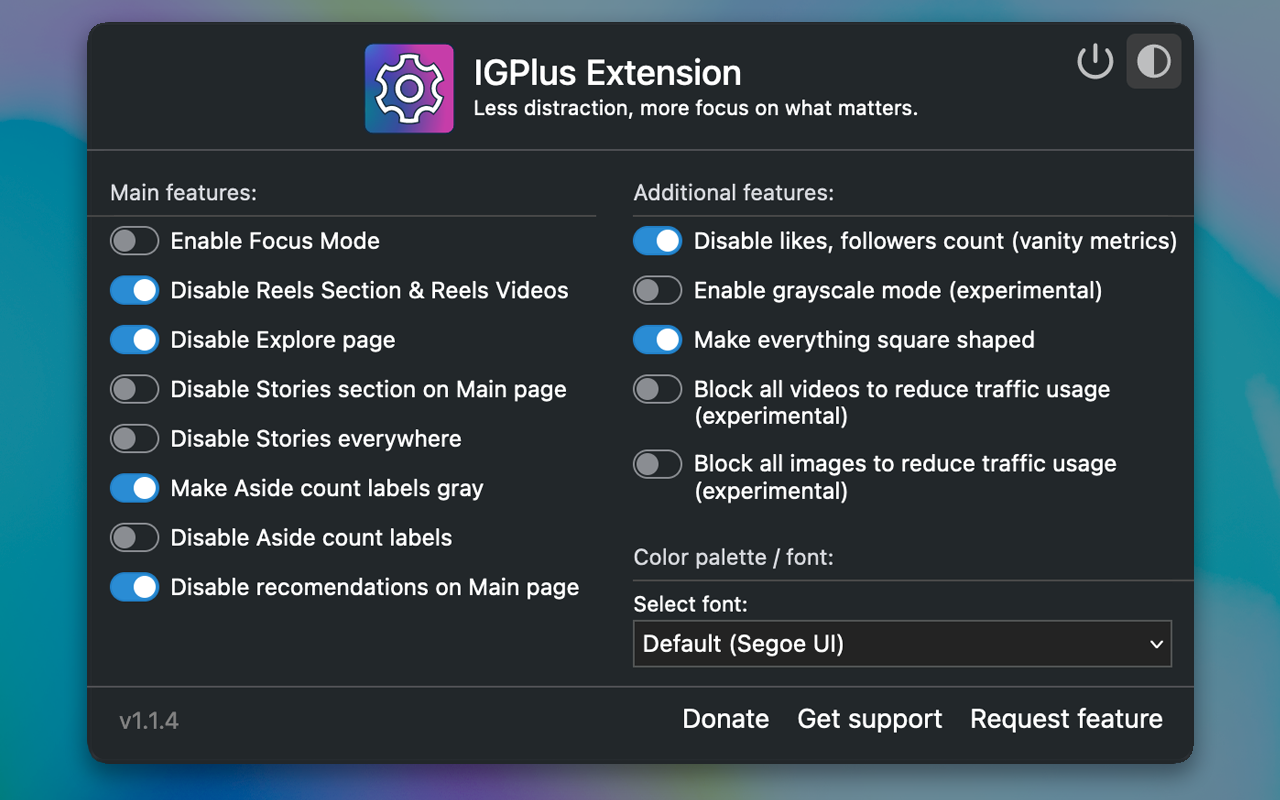 IGPlus Extension
Less distraction, more focus on what matters.
Main features:
Enable Focus Mode
Disable Reels Section & Reels Videos
Disable Explore page
Disable Stories section on Main page
Disable Stories everywhere
Make Aside count labels gray
Disable Aside count labels
Disable recomendations on Main page
Additional features:
Disable likes, followers count (vanity metrics)
Enable grayscale mode (experimental)
Make everything square shaped
Block all videos to reduce traffic usage
(experimental)
Block all images to reduce traffic usage
(experimental)
Color palette / font:
Select font:
Default (Segoe UI)
v1.1.4
Donate
Get support
Request feature